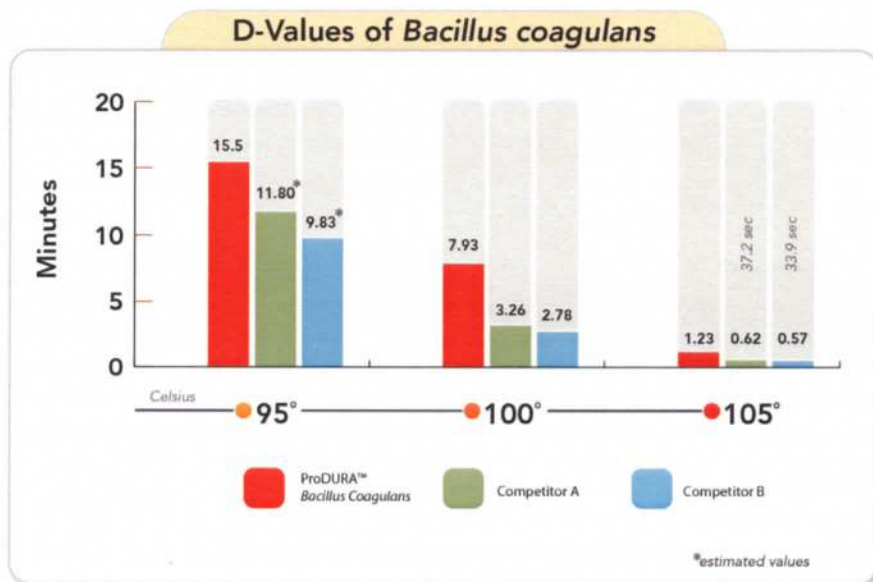 D-Values of Bacillus coagulans
20
15
10
5
0
Minutes
15.5
11.80*
9.83*
7.93
3.26
2.78
37.2 sec
33.9 sec
1.23
0.62
0.57
Celsius
95°
100°
105°
ProDURA™
Bacillus Coagulans
Competitor A
Competitor B
*estimated values